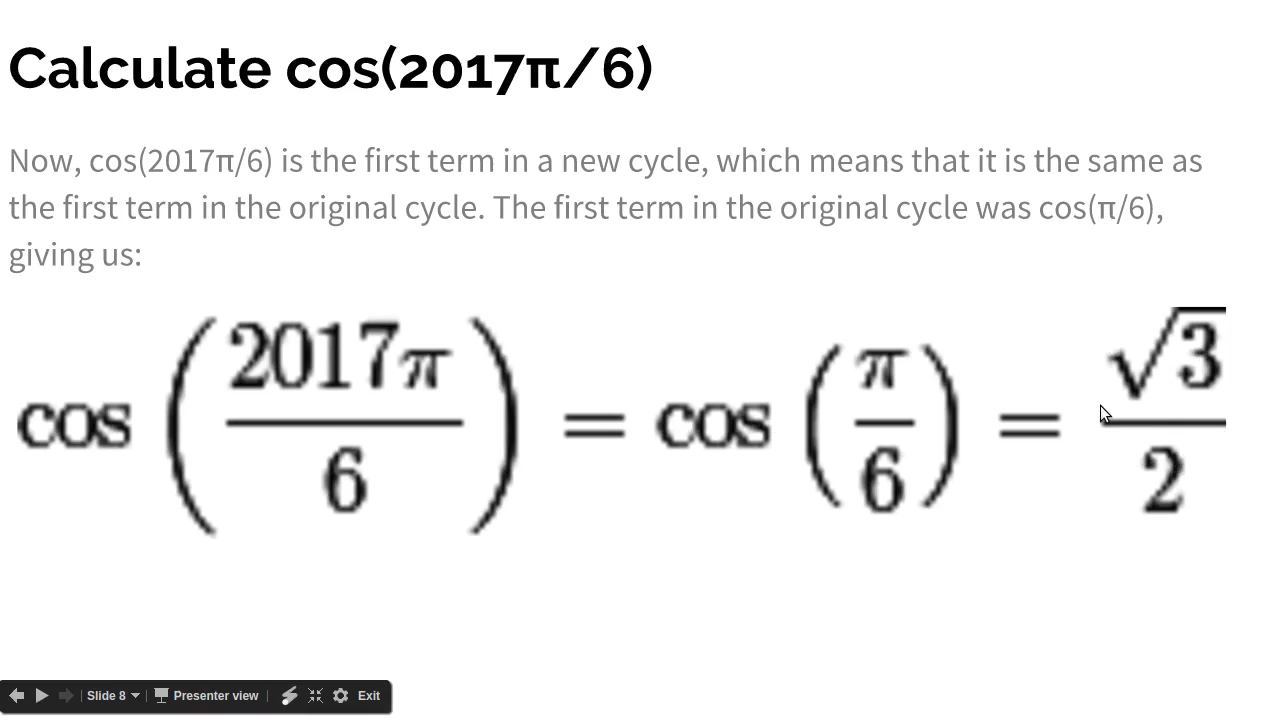 Calculate cos(2017π/6)
Now, cos(2017π/6) is the first term in a new cycle, which means that it is the same as
the first term in the original cycle. The first term in the original cycle was cos(π/6),
giving us:
cos (2017π/6) = cos (π/6) = √3/2
Slide 8 Presenter view Exit